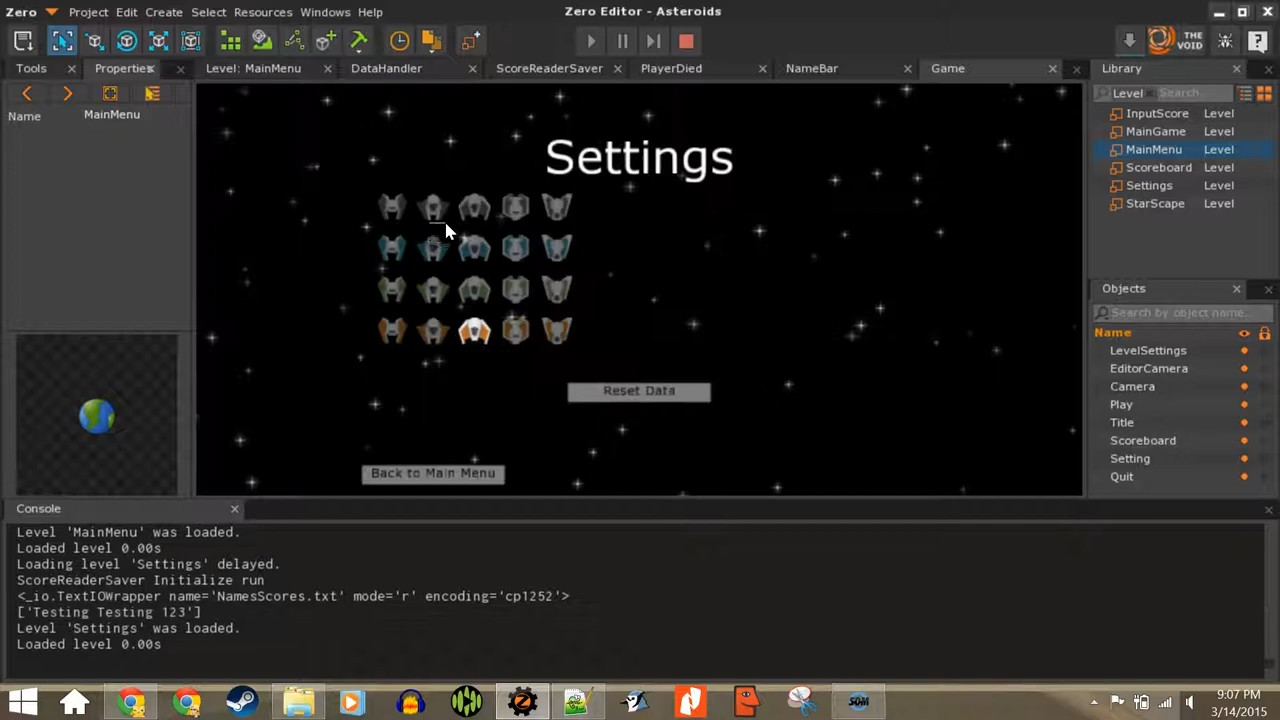 Zero Project Edit Create Select Resources Windows Help
Zero Editor - Asteroids
THE VOID
Tools Properties Level: MainMenu DataHandler ScoreReaderSaver PlayerDied NameBar Game Library
Level Search...
Name MainMenu
InputScore Level
MainGame Level
MainMenu Level
Scoreboard Level
Settings Level
StarScape Level
Settings
Reset Data
Back to Main Menu
Objects
Search by object name...
Name
LevelSettings
EditorCamera
Camera
Play
Title
Scoreboard
Setting
Quit
Console
Level 'MainMenu' was loaded.
Loaded level 0.00s
Loading level 'Settings' delayed.
ScoreReaderSaver Initialize run
<_io.TextIOWrapper name='NamesScores.txt' mode='r' encoding='cp1252'>
['Testing Testing 123']
Level 'Settings' was loaded.
Loaded level 0.00s
SOM
9:07 PM
3/14/2015